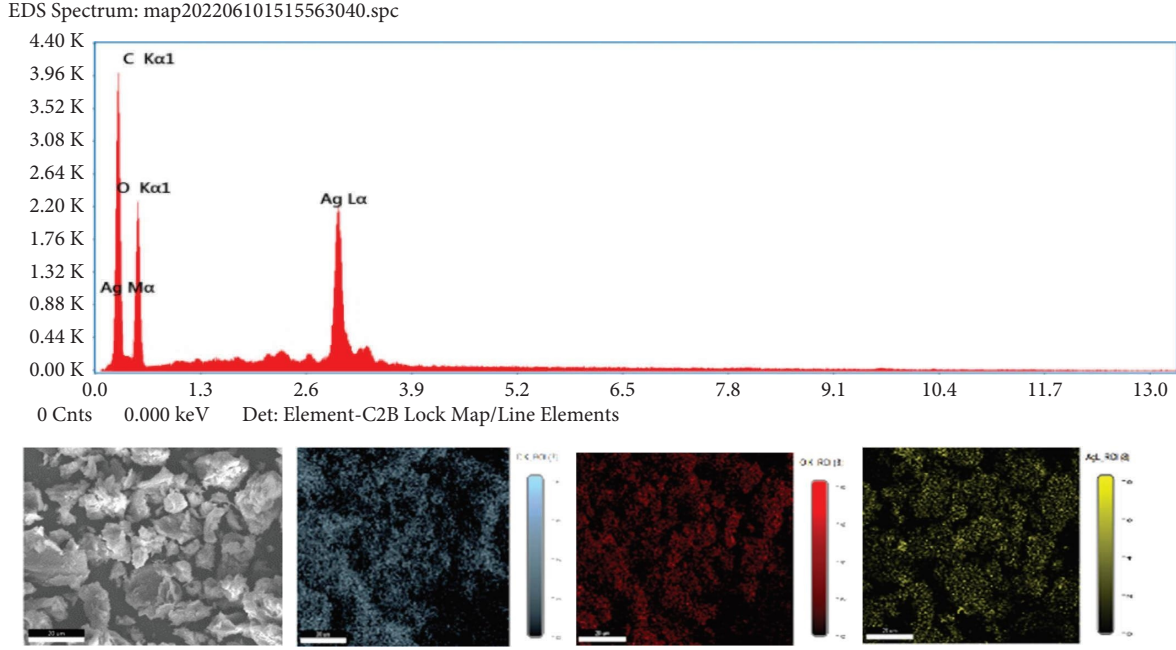 EDS Spectrum: map202206101515563040.spc
4.40 K
3.96 K
3.52 K
3.08 K
2.64 K
2.20 K
1.76 K
1.32 K
0.88 K
0.44 K
0.00 K
C Kα1
O Kα1
Ag Lα
Ag Mα
0.0 1.3 2.6 3.9 5.2 6.5 7.8 9.1 10.4 11.7 13.0
0 Cnts 0.000 keV Det: Element-C2B Lock Map/Line Elements
20 μm